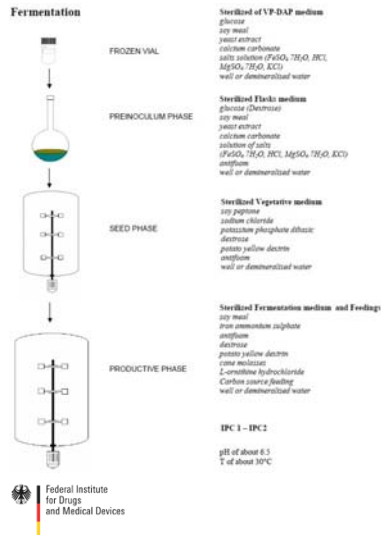 Fermentation
FROZEN VIAL
Sterilized of VP-DAP medium
glucose
soy meal
yeast extract
calcium carbonate
salts solution (FeSO₄ 7H₂O, HCl,
MgSO₄ 7H₂O, KCl)
well or demineralised water
PREINOCULUM PHASE
Sterilized Flasks medium
glucose (Dextrose)
soy meal
yeast extract
calcium carbonate
solution of salts
(FeSO₄ 7H₂O, HCl, MgSO₄ 7H₂O, KCl)
antifoam
well or demineralised water
SEED PHASE
Sterilized Vegetative medium
soy peptone
sodium chloride
potassium phosphate dibasic
dextrose
potato yellow dextrin
antifoam
well or demineralised water
PRODUCTIVE PHASE
Sterilized Fermentation medium and Feedings
soy meal
iron ammonium sulphate
antifoam
dextrose
potato yellow dextrin
cane molasses
L-ornithine hydrochloride
Carbon source feeding
well or demineralised water
IPC 1 – IPC2
pH of about 6.5
T of about 30°C
Federal Institute
for Drugs
and Medical Devices